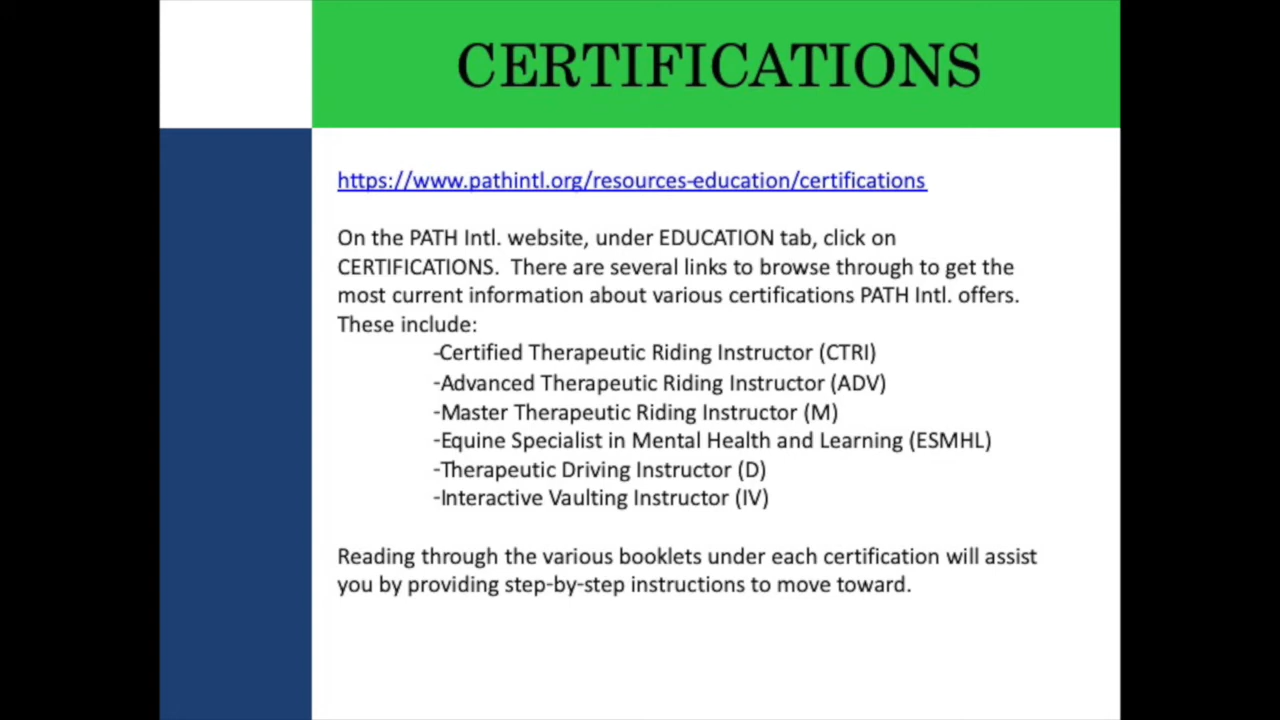 CERTIFICATIONS
https://www.pathintl.org/resources-education/certifications
On the PATH Intl. website, under EDUCATION tab, click on
CERTIFICATIONS.  There are several links to browse through to get the
most current information about various certifications PATH Intl. offers.
These include:
-Certified Therapeutic Riding Instructor (CTRI)
-Advanced Therapeutic Riding Instructor (ADV)
-Master Therapeutic Riding Instructor (M)
-Equine Specialist in Mental Health and Learning (ESMHL)
-Therapeutic Driving Instructor (D)
-Interactive Vaulting Instructor (IV)
Reading through the various booklets under each certification will assist
you by providing step-by-step instructions to move toward.